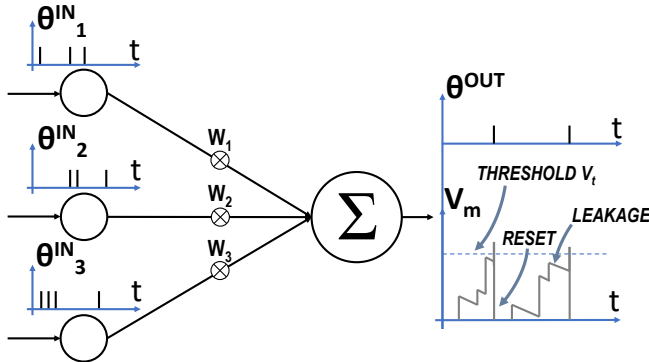 θᴵᴺ₁
t
θᴵᴺ₂
t
θᴵᴺ₃
t
W₁
W₂
W₃
Σ
θᴼᵁᵀ
t
THRESHOLD Vₜ
Vₘ
LEAKAGE
RESET
t